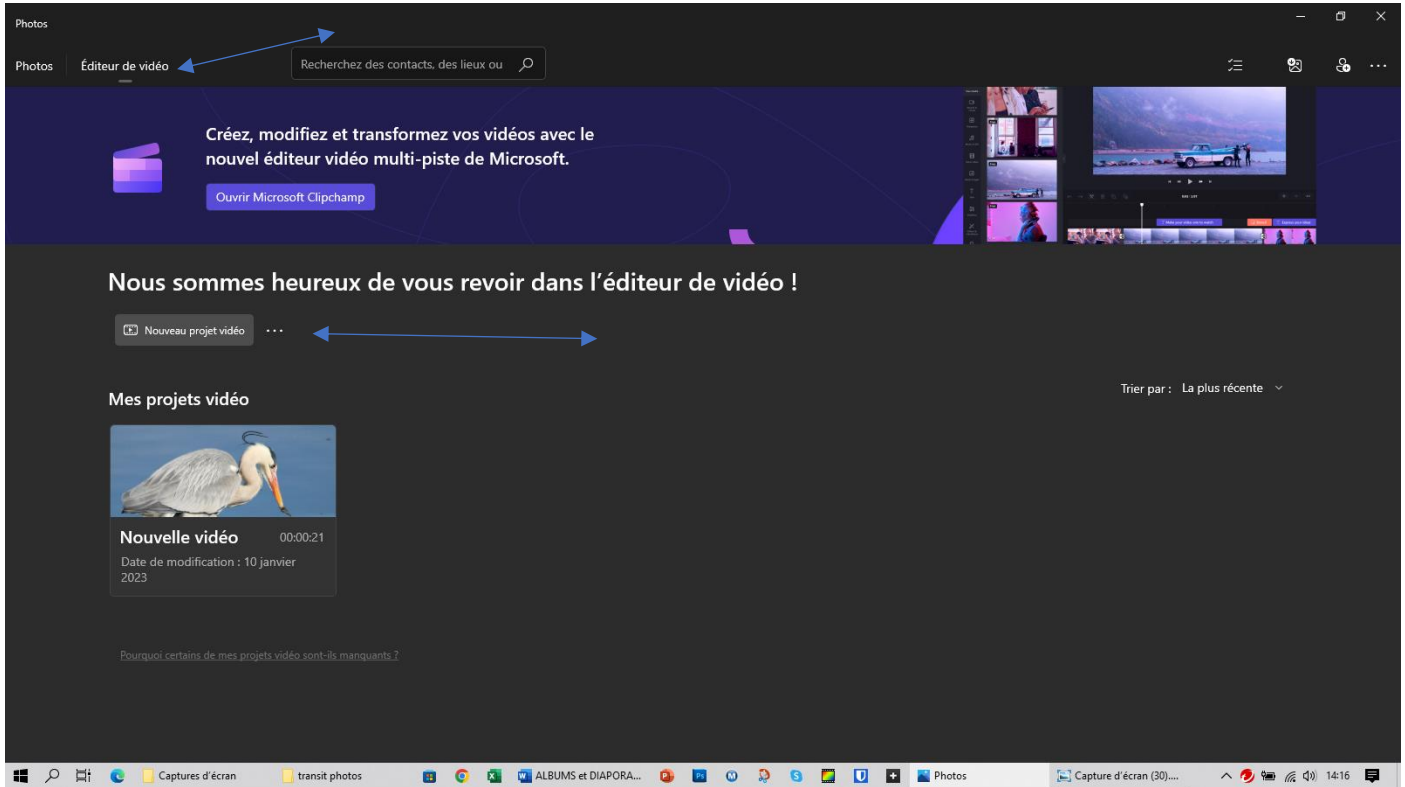 Photos
Photos Éditeur de vidéo Recherchez des contacts, des lieux ou
Créez, modifiez et transformez vos vidéos avec le
nouvel éditeur vidéo multi-piste de Microsoft.
Ouvrir Microsoft Clipchamp
Nous sommes heureux de vous revoir dans l'éditeur de vidéo !
Nouveau projet vidéo ...
Mes projets vidéo
Trier par : La plus récente
Nouvelle vidéo 00:00:21
Date de modification : 10 janvier
2023
Pourquoi certains de mes projets vidéo sont-ils manquants ?
Captures d'écran transit photos ALBUMS et DIAPORA... Photos Capture d'écran (30).... 14:16